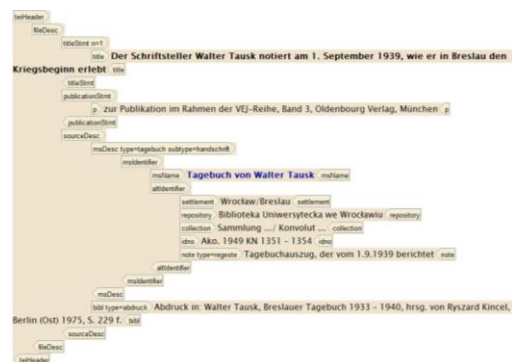 teiHeader
fileDesc
titleStmt n=1
title Der Schriftsteller Walter Tausk notiert am 1. September 1939, wie er in Breslau den
Kriegsbeginn erlebt title
titleStmt
publicationStmt
p zur Publikation im Rahmen der VEJ-Reihe, Band 3, Oldenbourg Verlag, München p
publicationStmt
sourceDesc
msDesc type=tagebuch subtype=handschrift
msIdentifier
msName Tagebuch von Walter Tausk msName
altIdentifier
settlement Wrocław/Breslau settlement
repository Biblioteka Uniwersytecka we Wrocławiu repository
collection Sammlung .../ Konvolut ... collection
idno Ako. 1949 KN 1351 - 1354 idno
note type=regeste Tagebuchauszug, der vom 1.9.1939 berichtet note
altIdentifier
msIdentifier
msDesc
bibl type=abdruck Abdruck in: Walter Tausk, Breslauer Tagebuch 1933 - 1940, hrsg. von Ryszard Kincel,
Berlin (Ost) 1975, S. 229 f. bibl
sourceDesc
fileDesc
teiHeader